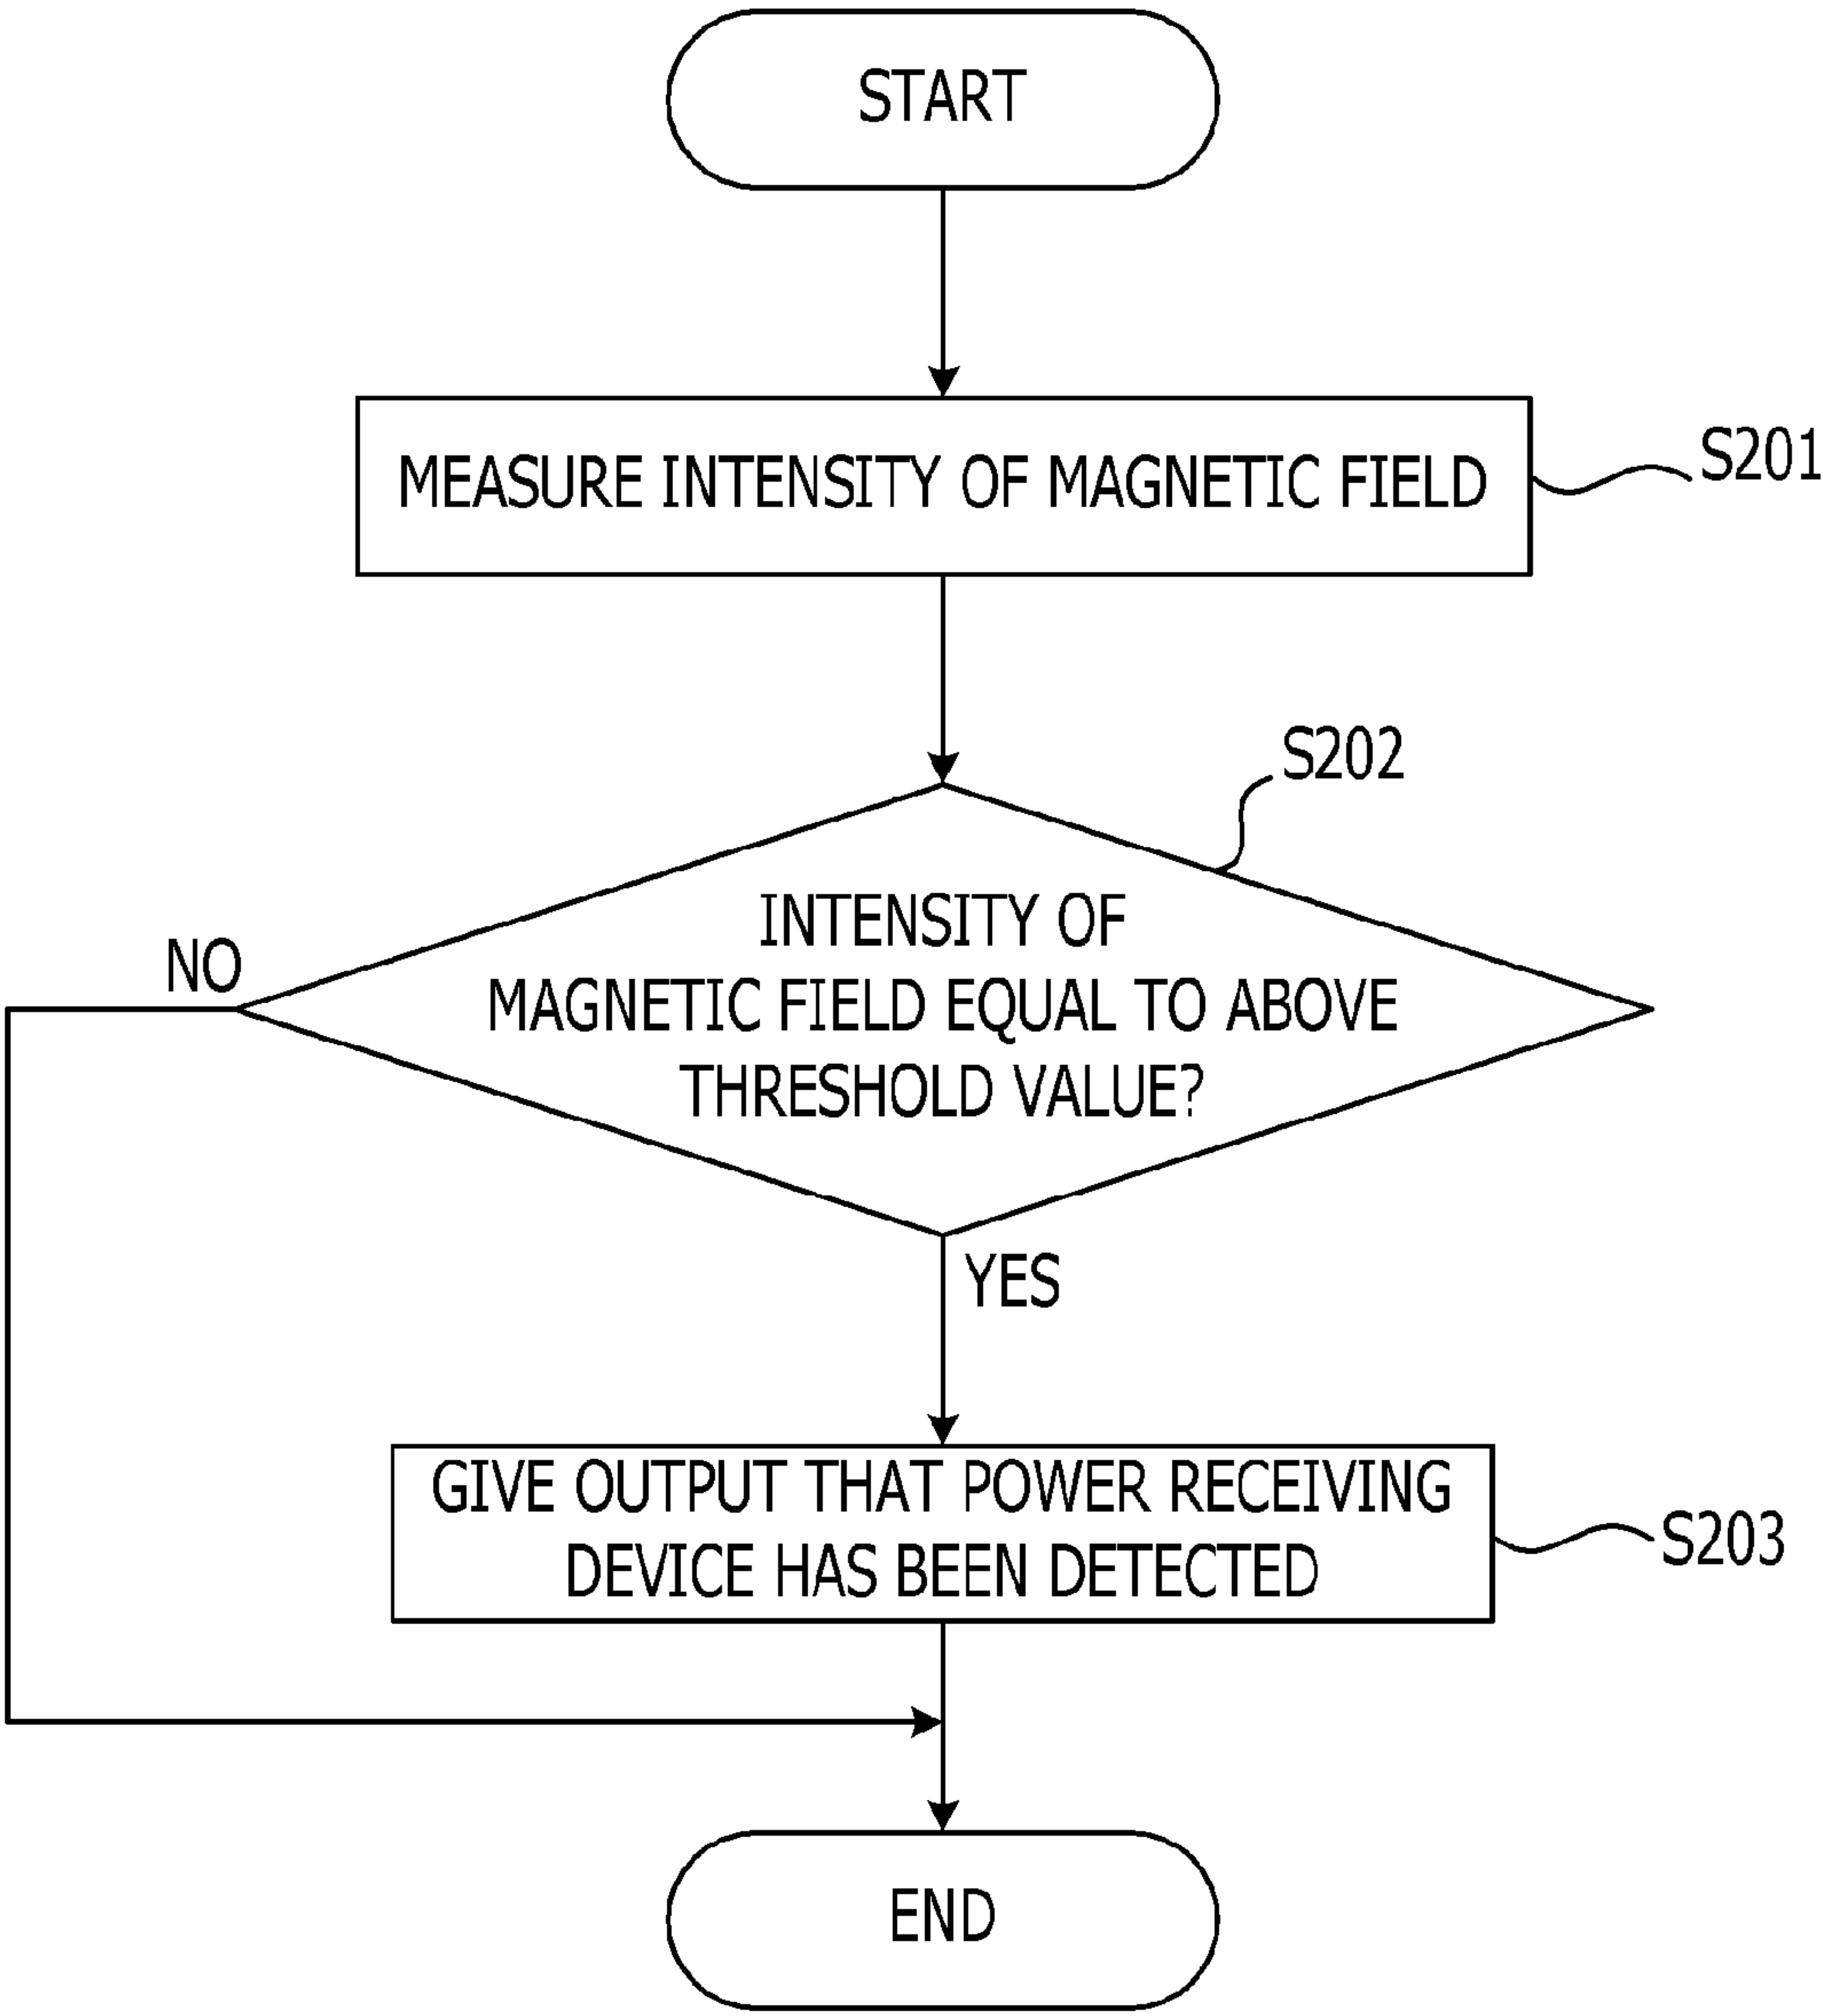 START
MEASURE INTENSITY OF MAGNETIC FIELD
S201
S202
INTENSITY OF
MAGNETIC FIELD EQUAL TO ABOVE
THRESHOLD VALUE?
NO
YES
GIVE OUTPUT THAT POWER RECEIVING
DEVICE HAS BEEN DETECTED
S203
END